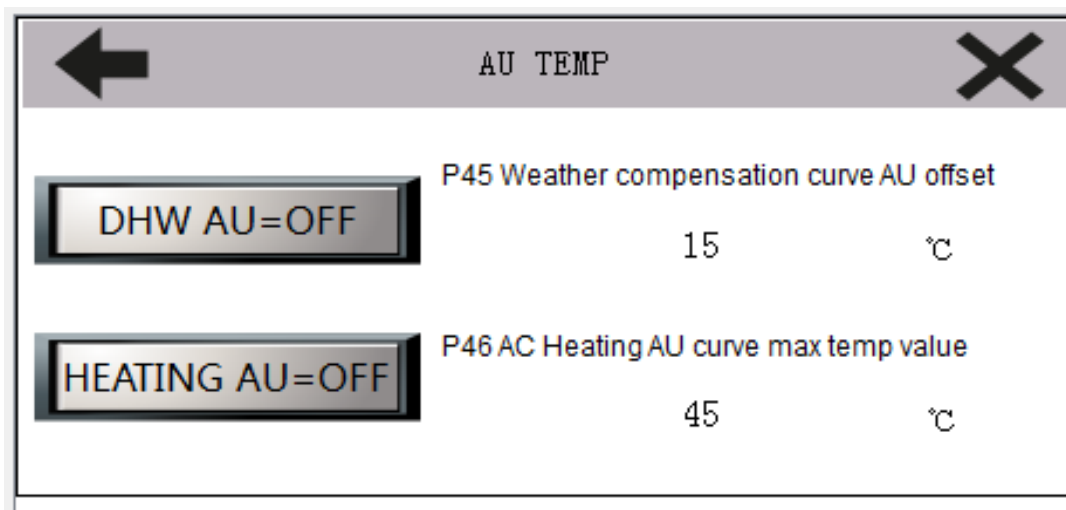 AU TEMP
DHW AU=OFF
P45 Weather compensation curve AU offset
15 ℃
HEATING AU=OFF
P46 AC Heating AU curve max temp value
45 ℃